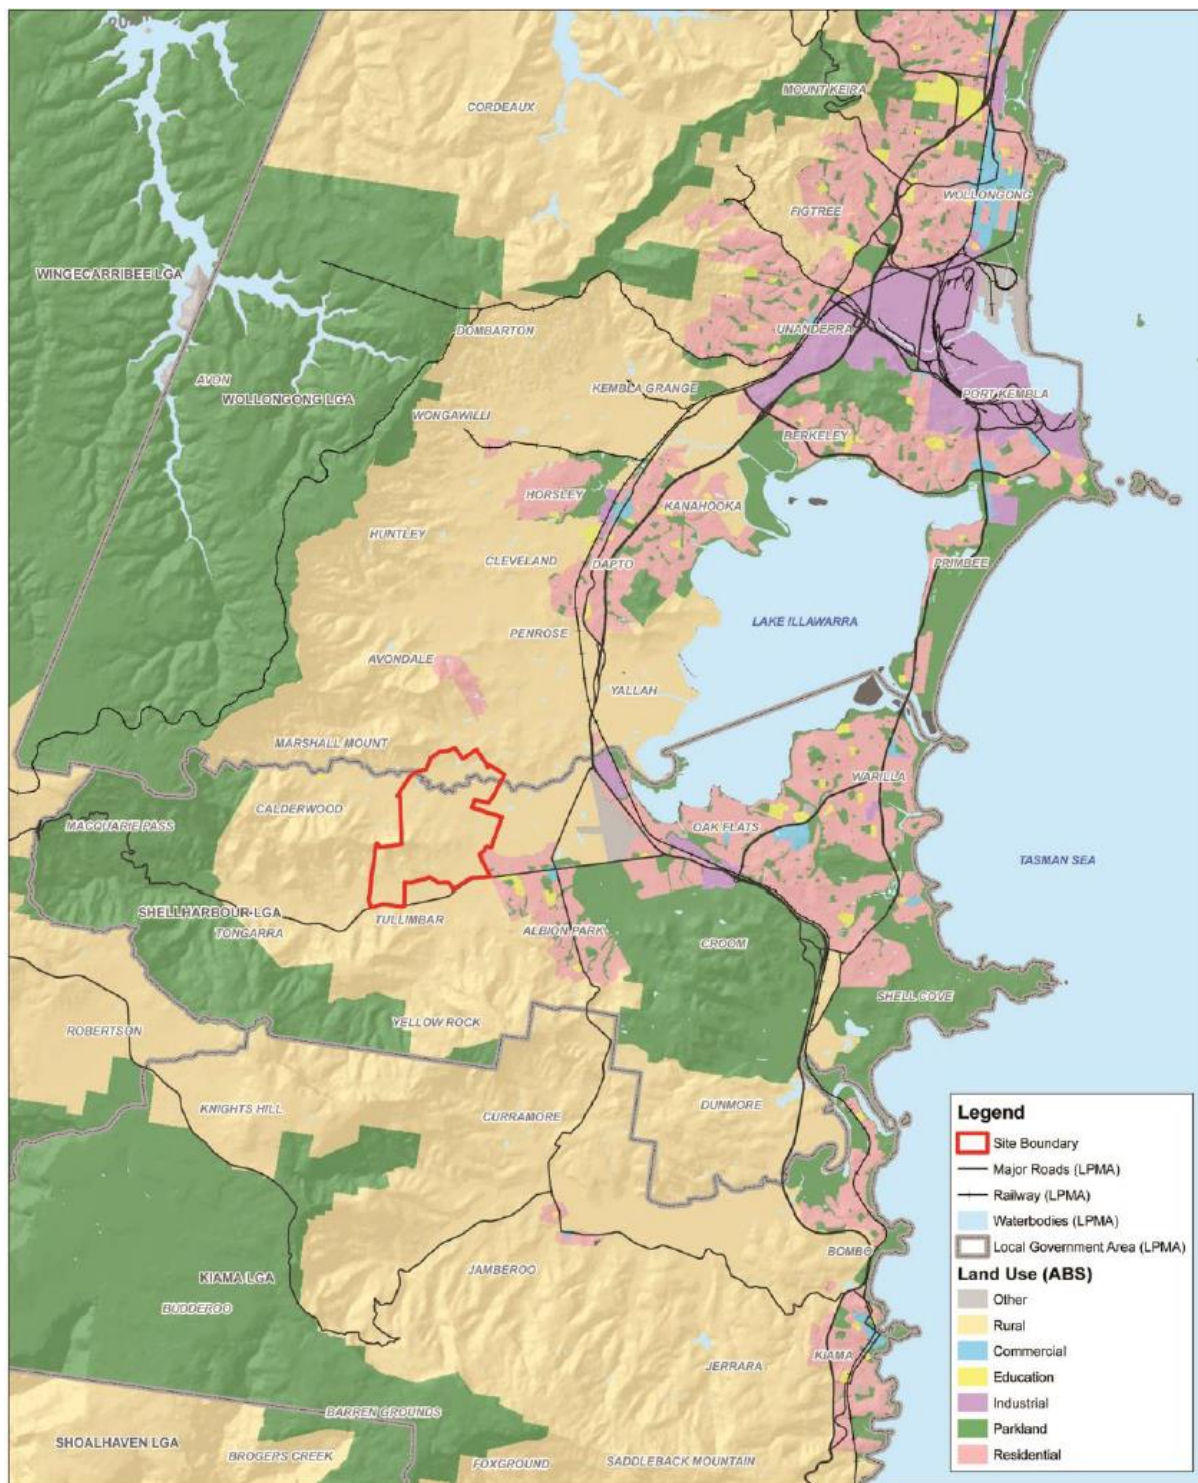 CORDEAUX
MOUNT KEIRA
WOLLONGONG
FIGTREE
WINGECARRIBEE LGA
DOMBARTON
UNANDERRA
AVON
WOLLONGONG LGA
KEMBLA GRANGE
PORT KEMBLA
WONGAWILLI
BERKELEY
HORSLEY
KANAHOOKA
HUNTLEY
CLEVELAND
DAPTO
PRIMBEE
LAKE ILLAWARRA
PENROSE
AVONDALE
YALLAH
MARSHALL MOUNT
WARILLA
CALDERWOOD
MACQUARIE PASS
OAK FLATS
TASMAN SEA
SHELLHARBOUR LGA
TULLIMBAR
TONGARRA
ALBION PARK
CROOM
SHELL COVE
YELLOW ROCK
ROBERTSON
KNIGHTS HILL
CURRAMORE
DUNMORE
BOMBO
JAMBEROO
KIAMA LGA
BUDDEROO
KIAMA
JERRARA
BARREN GROUNDS
SHOALHAVEN LGA
BROGERS CREEK
FOXGROUND
SADDLEBACK MOUNTAIN
Legend
Site Boundary
Major Roads (LPMA)
Railway (LPMA)
Waterbodies (LPMA)
Local Government Area (LPMA)
Land Use (ABS)
Other
Rural
Commercial
Education
Industrial
Parkland
Residential